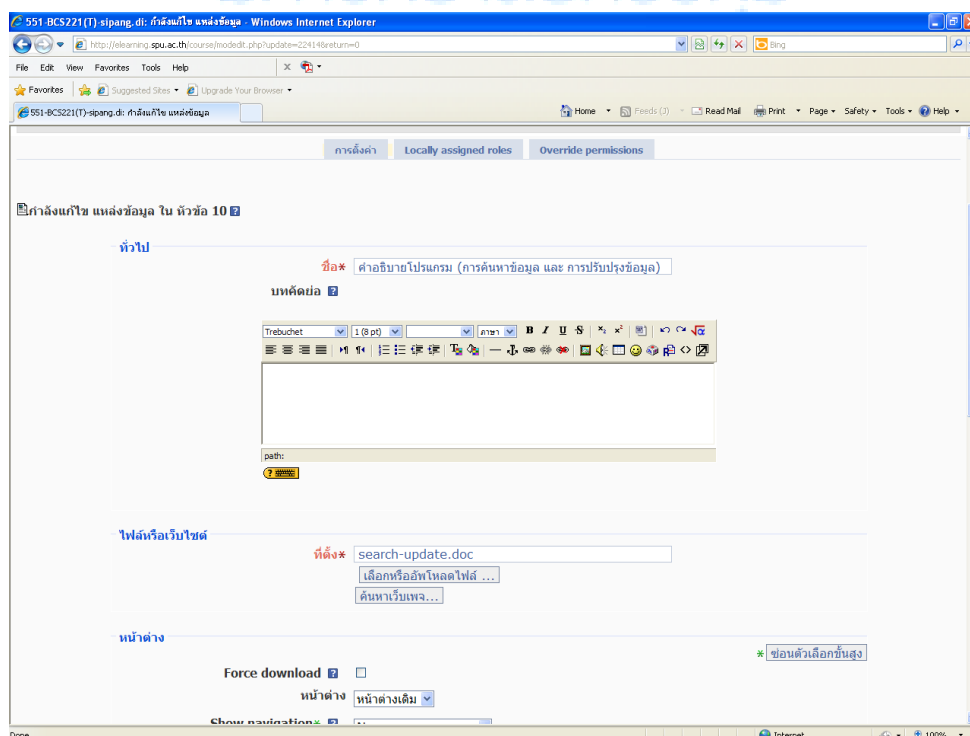 551-BCS221(T)-sipang.di: กำลังแก้ไข แหล่งข้อมูล - Windows Internet Explorer
http://elearning.spu.ac.th/course/modedit.php?update=22414&return=0
Bing
File Edit View Favorites Tools Help
Favorites Suggested Sites Upgrade Your Browser
551-BCS221(T)-sipang.di: กำลังแก้ไข แหล่งข้อมูล Home Feeds (J) Read Mail Print Page Safety Tools Help
การตั้งค่า Locally assigned roles Override permissions
กำลังแก้ไข แหล่งข้อมูล ใน หัวข้อ 10
ทั่วไป
ชื่อ* คำอธิบายโปรแกรม (การค้นหาข้อมูล และ การปรับปรุงข้อมูล)
บทคัดย่อ
Trebuchet 1 (8 pt) ภาษา B I U S
path:
ไฟล์หรือเว็บไซต์
ที่ตั้ง* search-update.doc
เลือกหรืออัพโหลดไฟล์ ...
ค้นหาเว็บเพจ...
หน้าต่าง
* ซ่อนตัวเลือกขั้นสูง
Force download
หน้าต่าง หน้าต่างเดิม
Show navigation*
Done Internet 100%